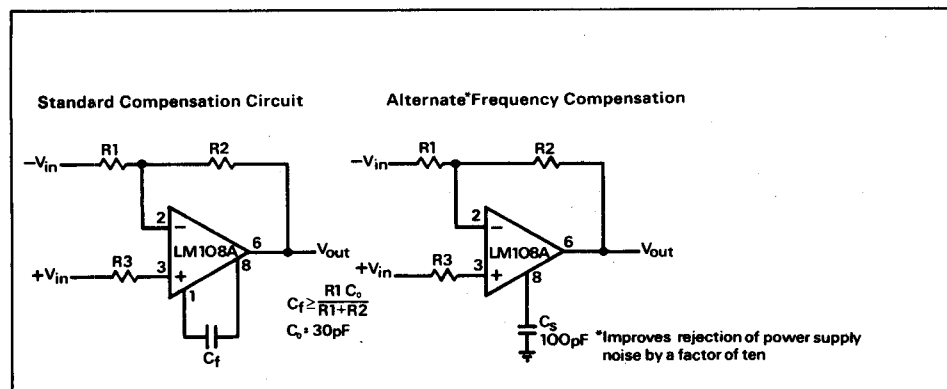 Standard Compensation Circuit
R1
R2
−Vin
2
−
LM108A
6
Vout
8
+Vin
R3
3
+
1
Cf
Cf ≥ R1 Co
R1+R2
Co = 30pF
Alternate*Frequency Compensation
R1
R2
−Vin
2
−
LM108A
6
Vout
+Vin
R3
3
+
8
Cs
100pF
*Improves rejection of power supply
noise by a factor of ten